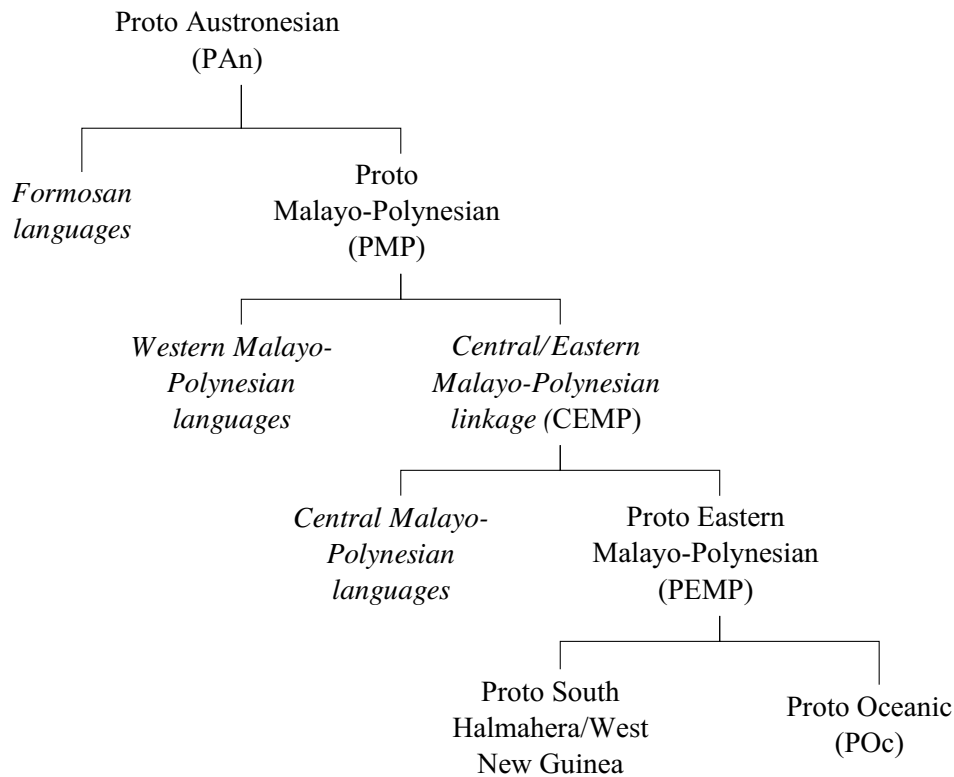 Proto Austronesian
(PAn)
Formosan
languages
Proto
Malayo-Polynesian
(PMP)
Western Malayo-
Polynesian
languages
Central/Eastern
Malayo-Polynesian
linkage (CEMP)
Central Malayo-
Polynesian
languages
Proto Eastern
Malayo-Polynesian
(PEMP)
Proto South
Halmahera/West
New Guinea
Proto Oceanic
(POc)